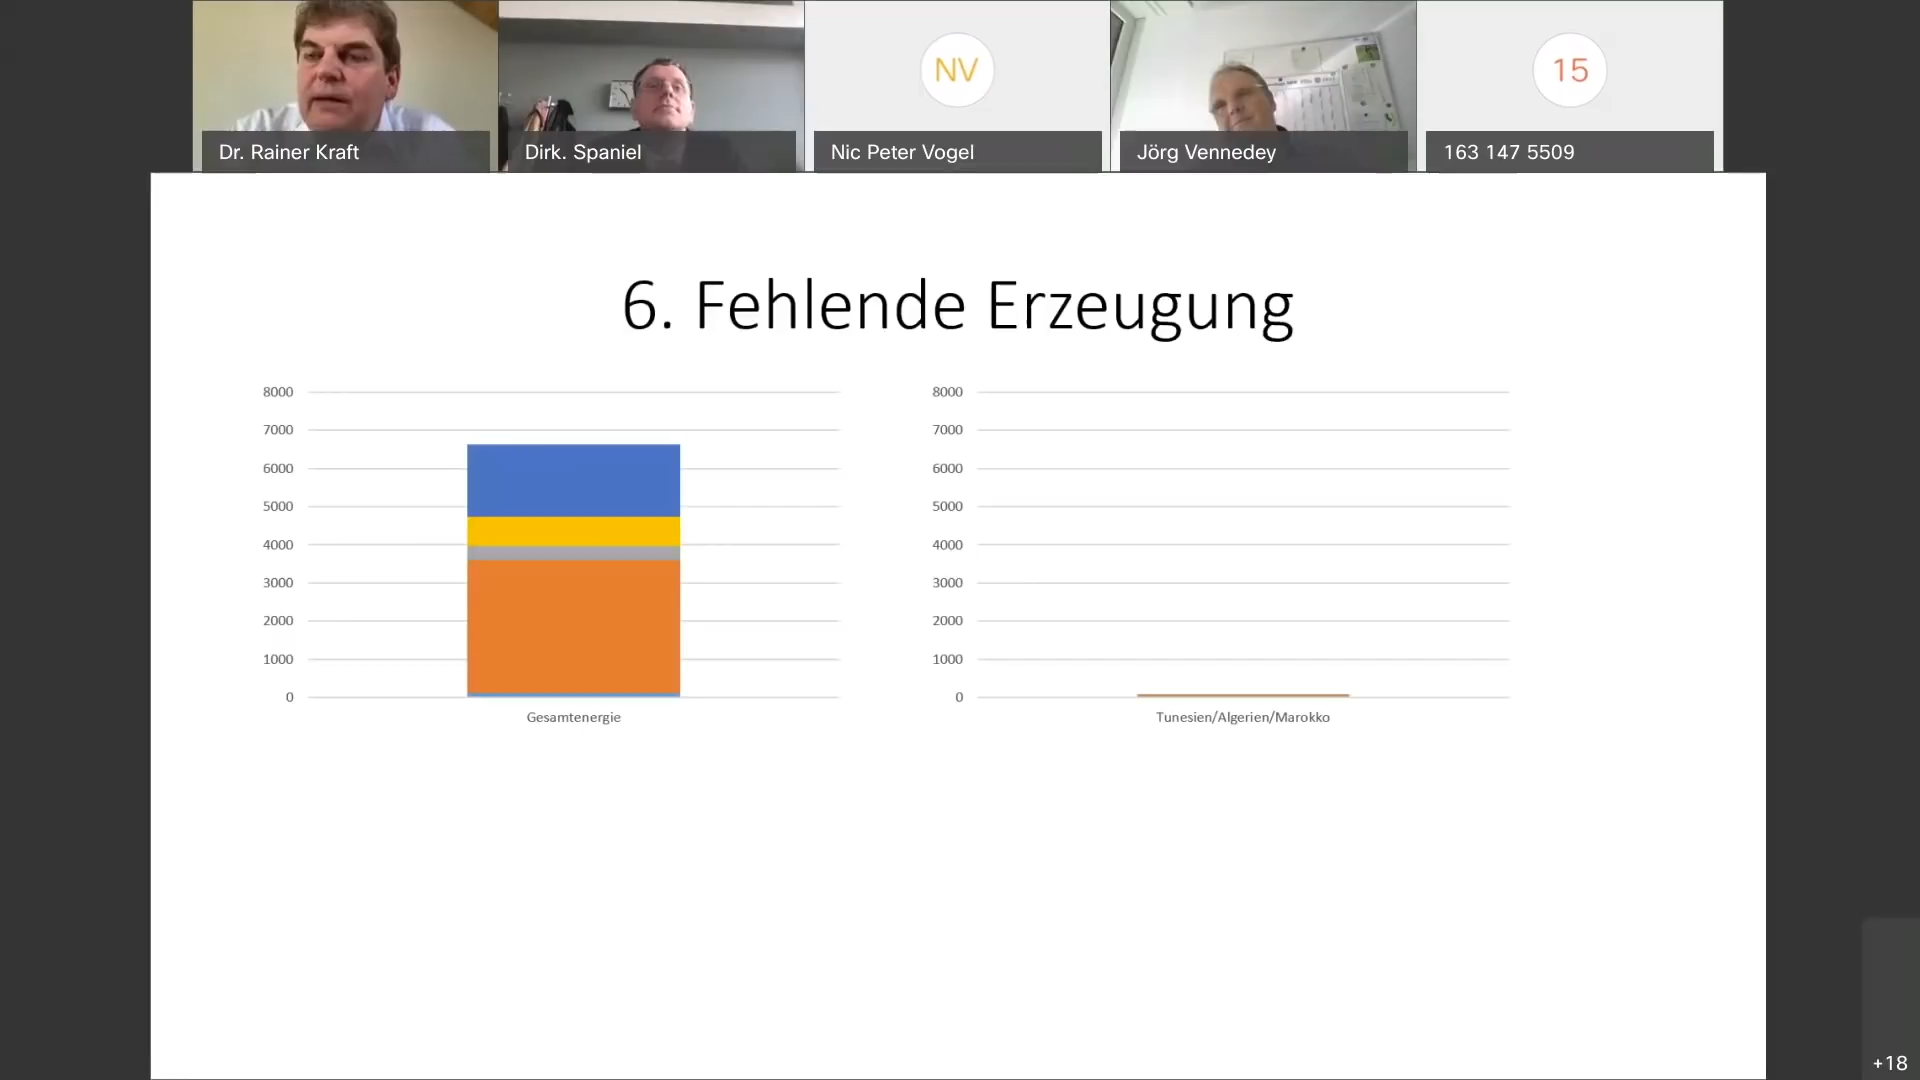 NV
15
Dr. Rainer Kraft
Dirk. Spaniel
Nic Peter Vogel
Jörg Vennedey
163 147 5509
6. Fehlende Erzeugung
8000
7000
6000
5000
4000
3000
2000
1000
0
Gesamtenergie
8000
7000
6000
5000
4000
3000
2000
1000
0
Tunesien/Algerien/Marokko
+18